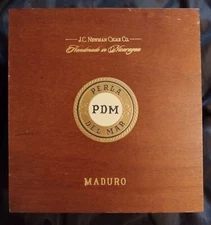 J.C. Newman Cigar Co.
Handmade in Nicaragua
PERLA
PDM
DEL MAR
MADURO